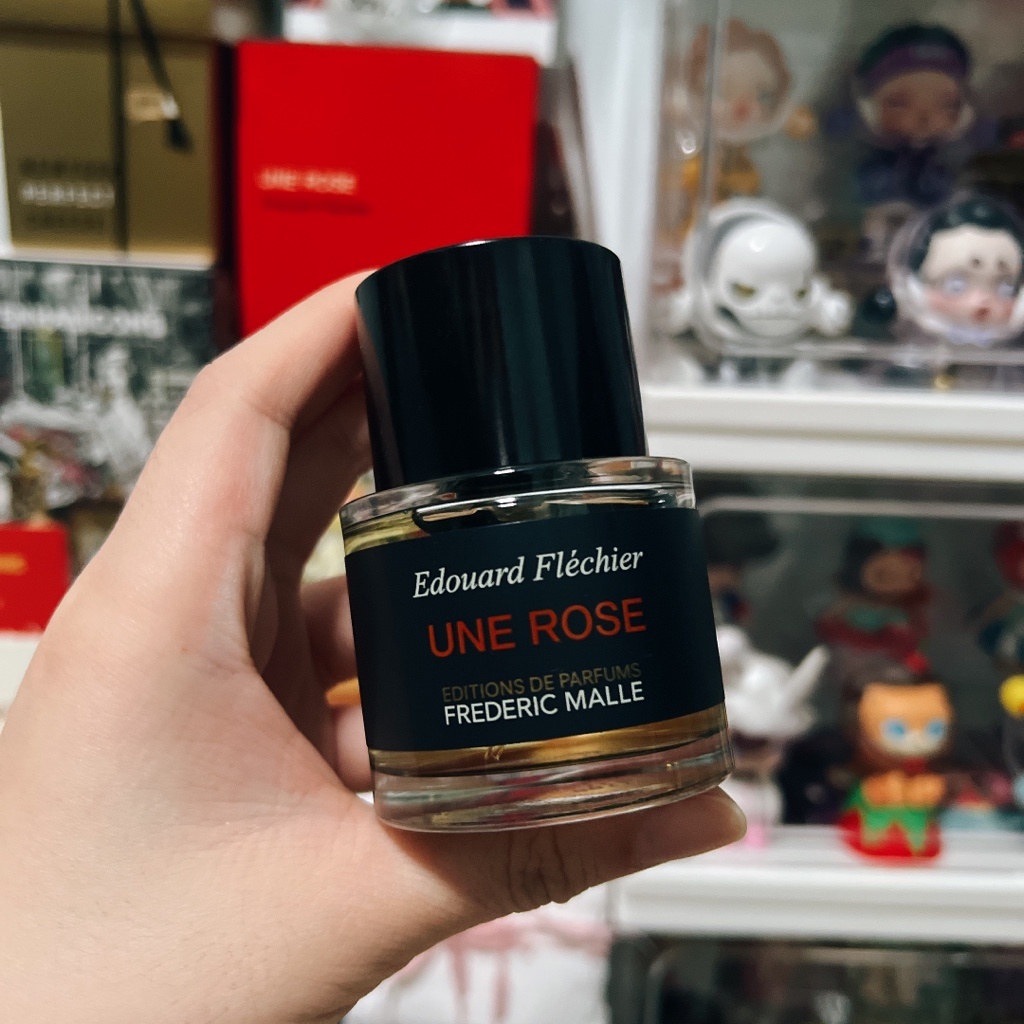 UNE ROSE
Edouard Fléchier
UNE ROSE
EDITIONS DE PARFUMS
FREDERIC MALLE